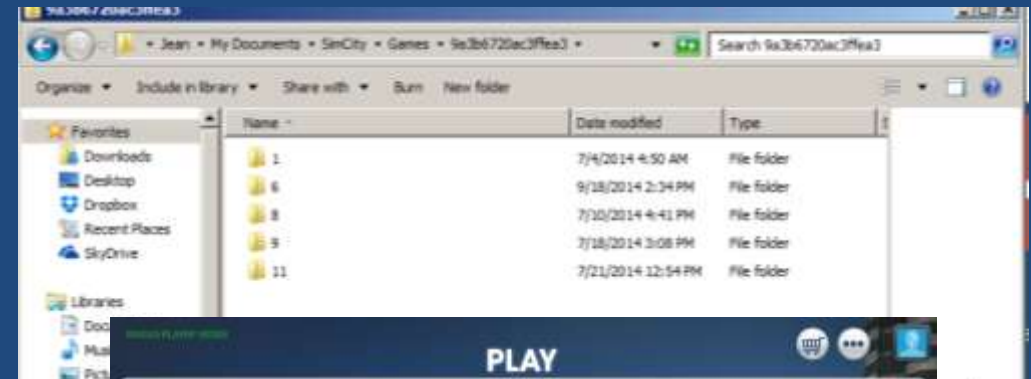 9a3b6720ac3ffea3
Jean • My Documents • SimCity • Games • 9a3b6720ac3ffea3
Search 9a3b6720ac3ffea3
Organize Include in library Share with Burn New folder
Favorites
Downloads
Desktop
Dropbox
Recent Places
SkyDrive
Libraries
Name Date modified Type
1 7/4/2014 4:50 AM File folder
6 9/18/2014 2:34 PM File folder
8 7/10/2014 4:41 PM File folder
9 7/18/2014 3:08 PM File folder
11 7/21/2014 12:54 PM File folder
PLAY